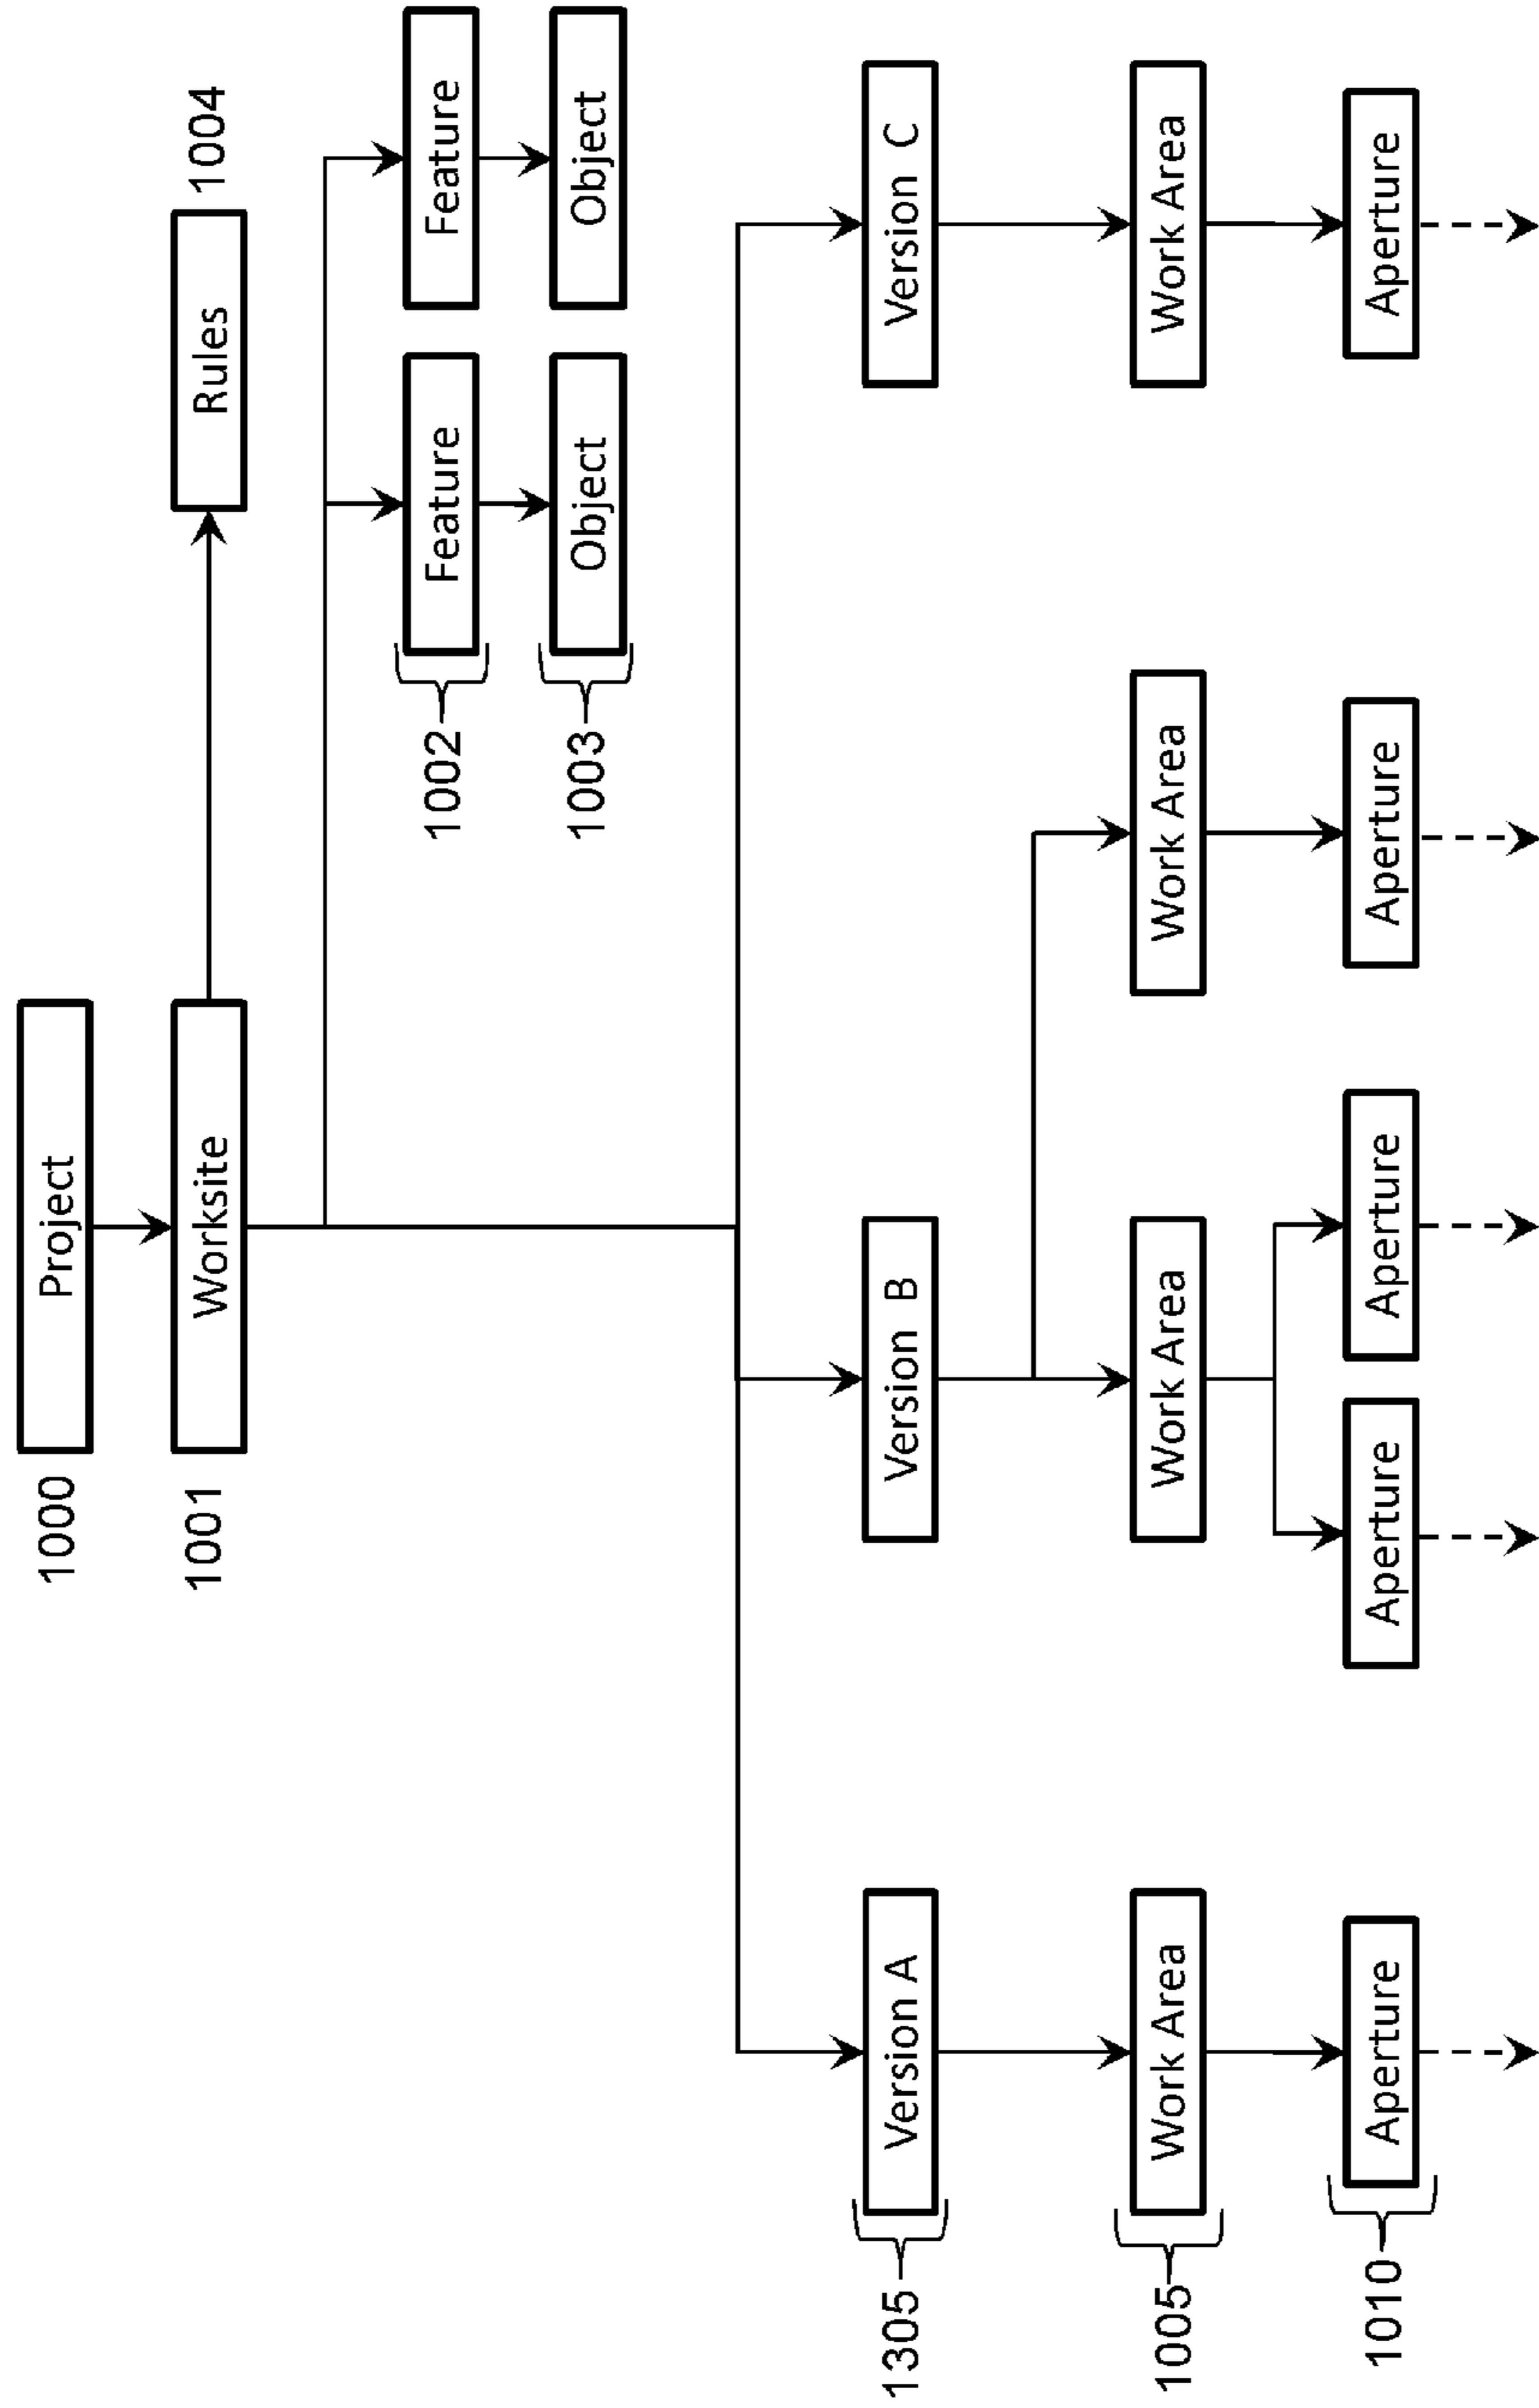 1000
Project
1001
Worksite
Rules
1004
1002
Feature
Feature
1003
Object
Object
1305
Version A
Version B
Version C
1005
Work Area
Work Area
Work Area
Work Area
1010
Aperture
Aperture
Aperture
Aperture
Aperture